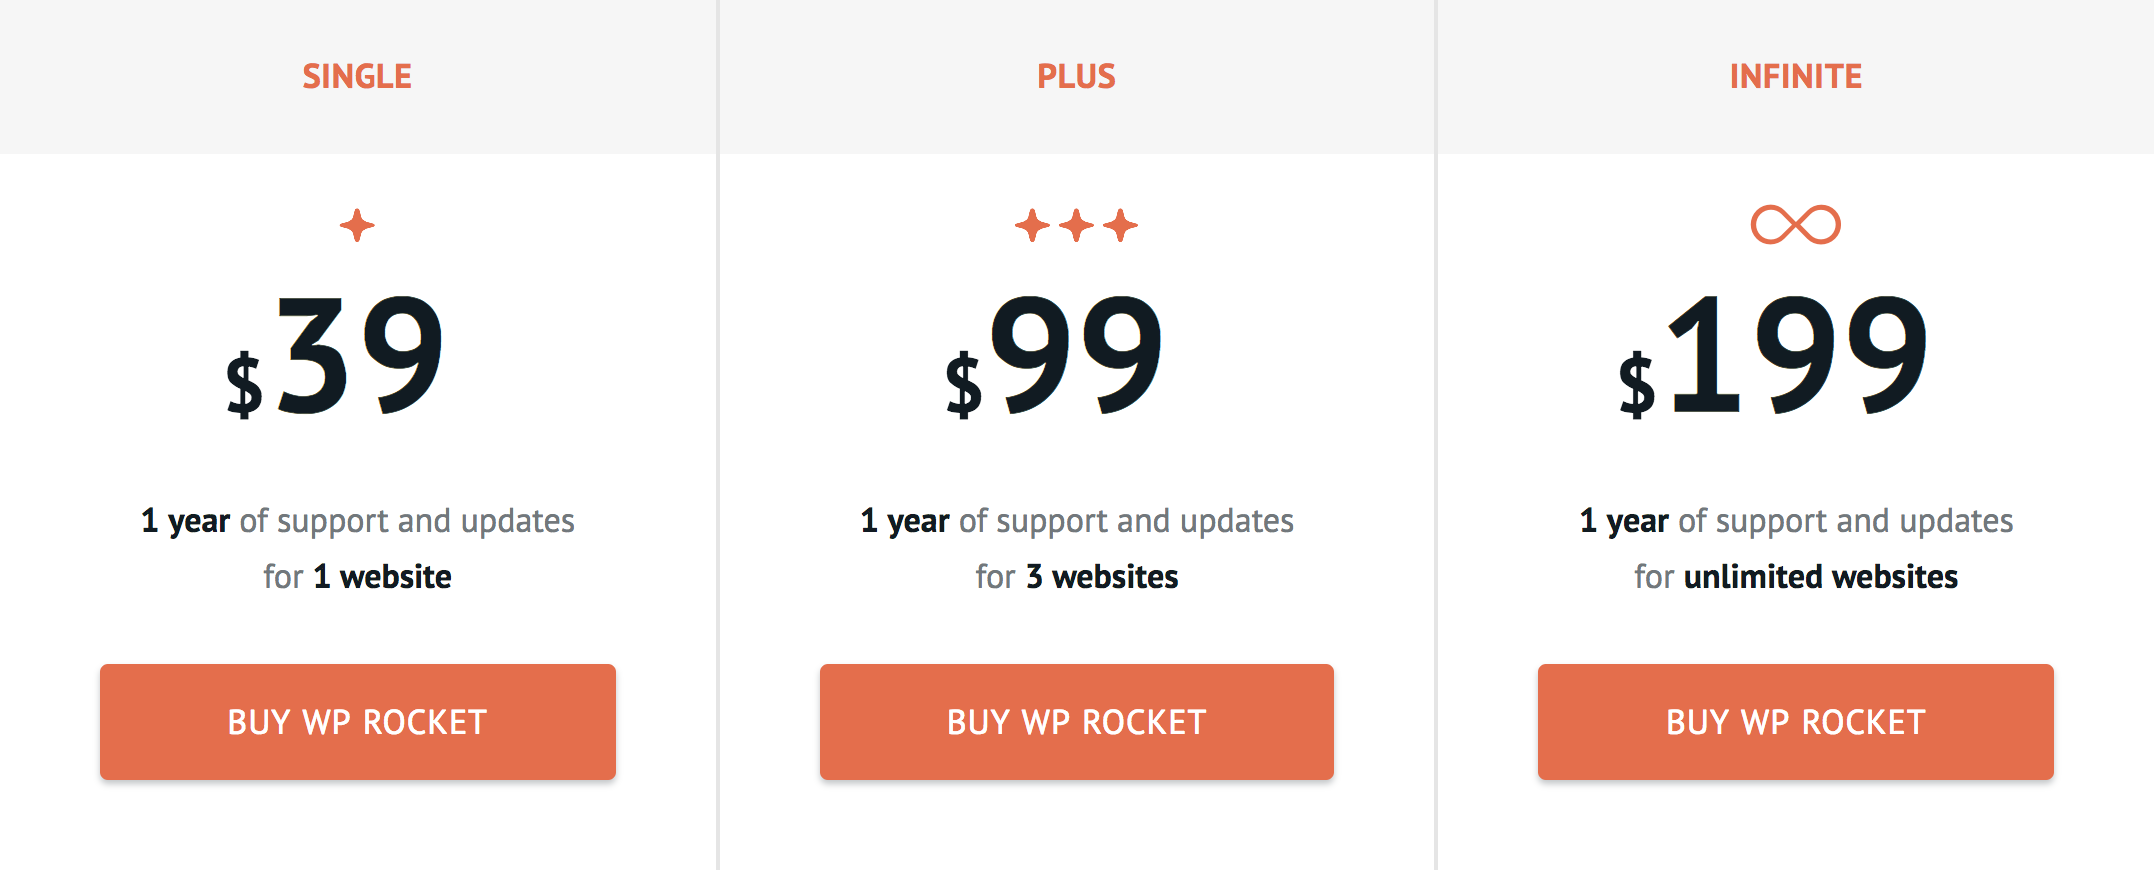 SINGLE
$39
1 year of support and updates
for 1 website
BUY WP ROCKET
PLUS
$99
1 year of support and updates
for 3 websites
BUY WP ROCKET
INFINITE
$199
1 year of support and updates
for unlimited websites
BUY WP ROCKET